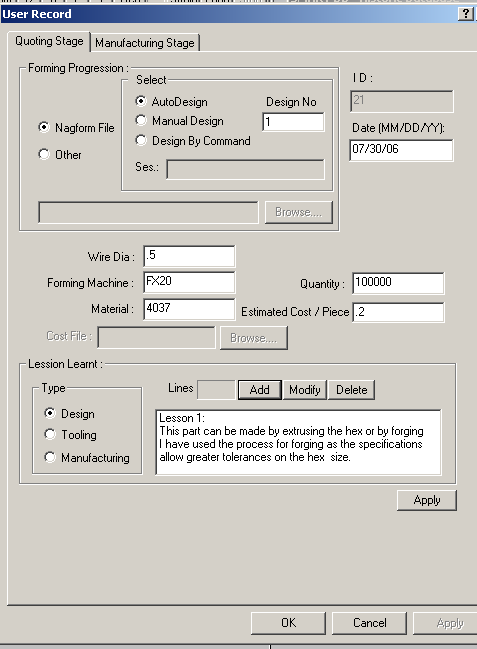 User Record
?
Quoting Stage
Manufacturing Stage
Forming Progression :
Select
AutoDesign
Manual Design
Design By Command
Design No
1
Ses.:
Nagform File
Other
Browse....
I D :
21
Date (MM/DD/YY):
07/30/06
Wire Dia :
.5
Forming Machine :
FX20
Quantity :
100000
Material :
4037
Estimated Cost / Piece
.2
Cost File :
Browse....
Lession Learnt :
Type
Design
Tooling
Manufacturing
Lines
Add
Modify
Delete
Lesson 1:
This part can be made by extrusing the hex or by forging
I have used the process for forging as the specifications
allow greater tolerances on the hex size.
Apply
OK
Cancel
Apply